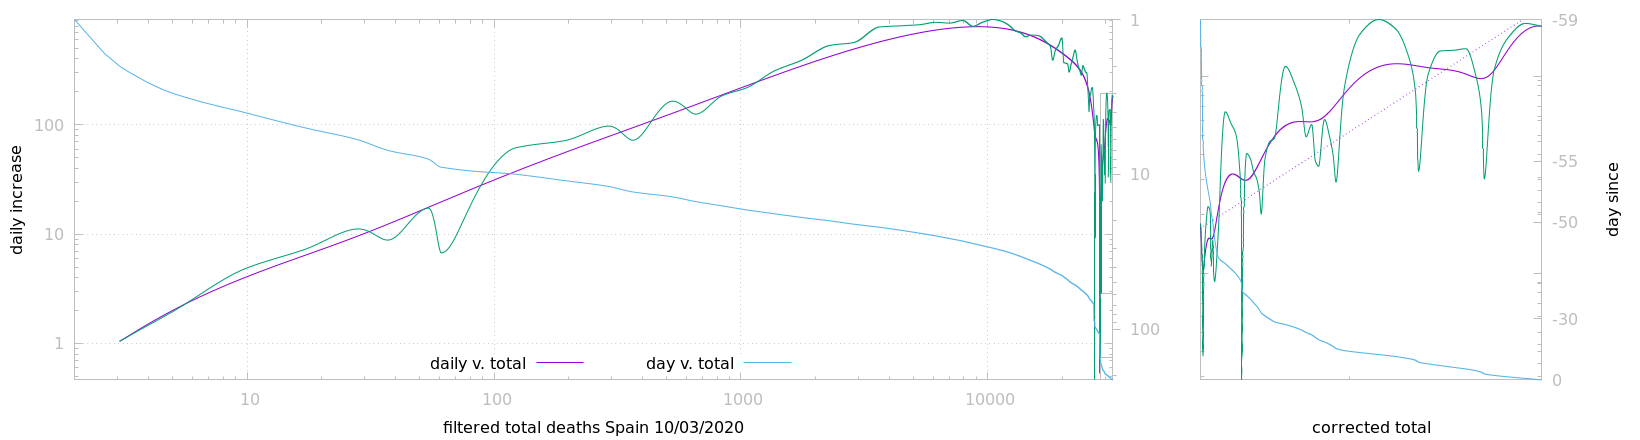 1
-59
100
10
-55
-50
10
1
100
-30
0
daily increase
day since
daily v. total
day v. total
10
100
1000
10000
filtered total deaths Spain 10/03/2020
corrected total